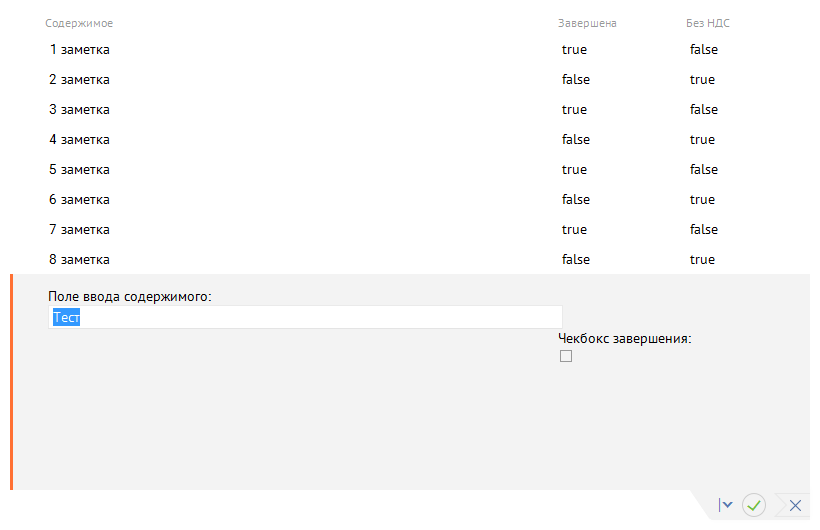 Содержимое Завершена Без НДС
1 заметка true false
2 заметка false true
3 заметка true false
4 заметка false true
5 заметка true false
6 заметка false true
7 заметка true false
8 заметка false true
Поле ввода содержимого:
Тест
Чекбокс завершения: